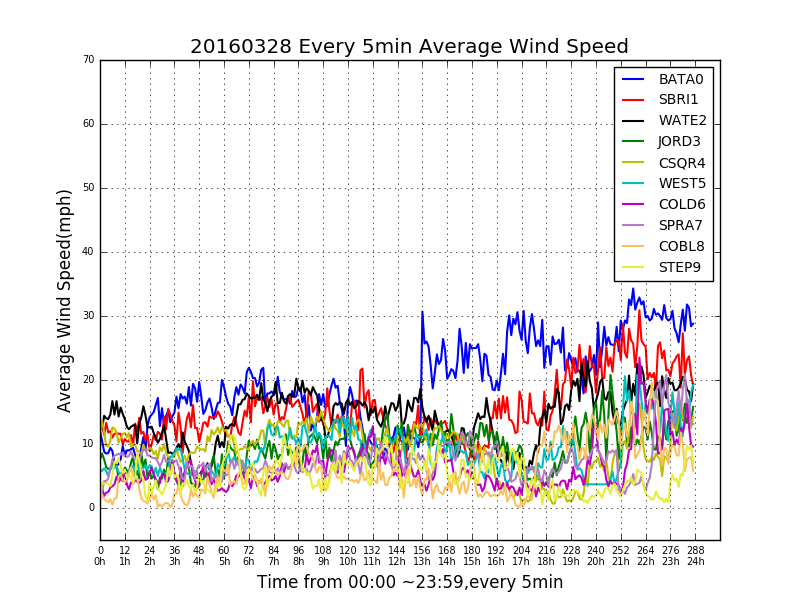 20160328 Every 5min Average Wind Speed
70
60
50
40
30
20
10
0
Average Wind Speed(mph)
BATA0
SBRI1
WATE2
JORD3
CSQR4
WEST5
COLD6
SPRA7
COBL8
STEP9
0 12 24 36 48 60 72 84 96 108 120 132 144 156 168 180 192 204 216 228 240 252 264 276 288
0h 1h 2h 3h 4h 5h 6h 7h 8h 9h 10h 11h 12h 13h 14h 15h 16h 17h 18h 19h 20h 21h 22h 23h 24h
Time from 00:00 ~23:59,every 5min